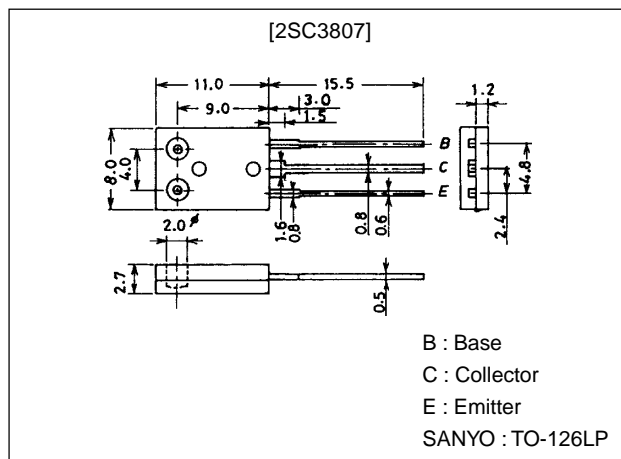 [2SC3807]
11.0
15.5
1.2
9.0
3.0
1.5
B
C
E
8.0
4.0
4.8
2.4
2.0
1.6
0.8
0.8
0.6
2.7
0.5
B : Base
C : Collector
E : Emitter
SANYO : TO-126LP